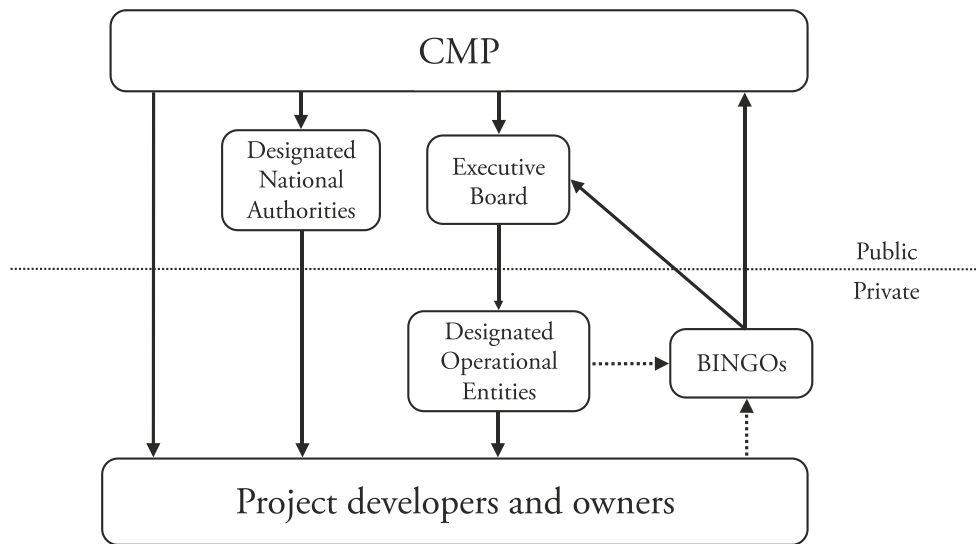 CMP
Designated
National
Authorities
Executive
Board
Public
Private
Designated
Operational
Entities
BINGOs
Project developers and owners